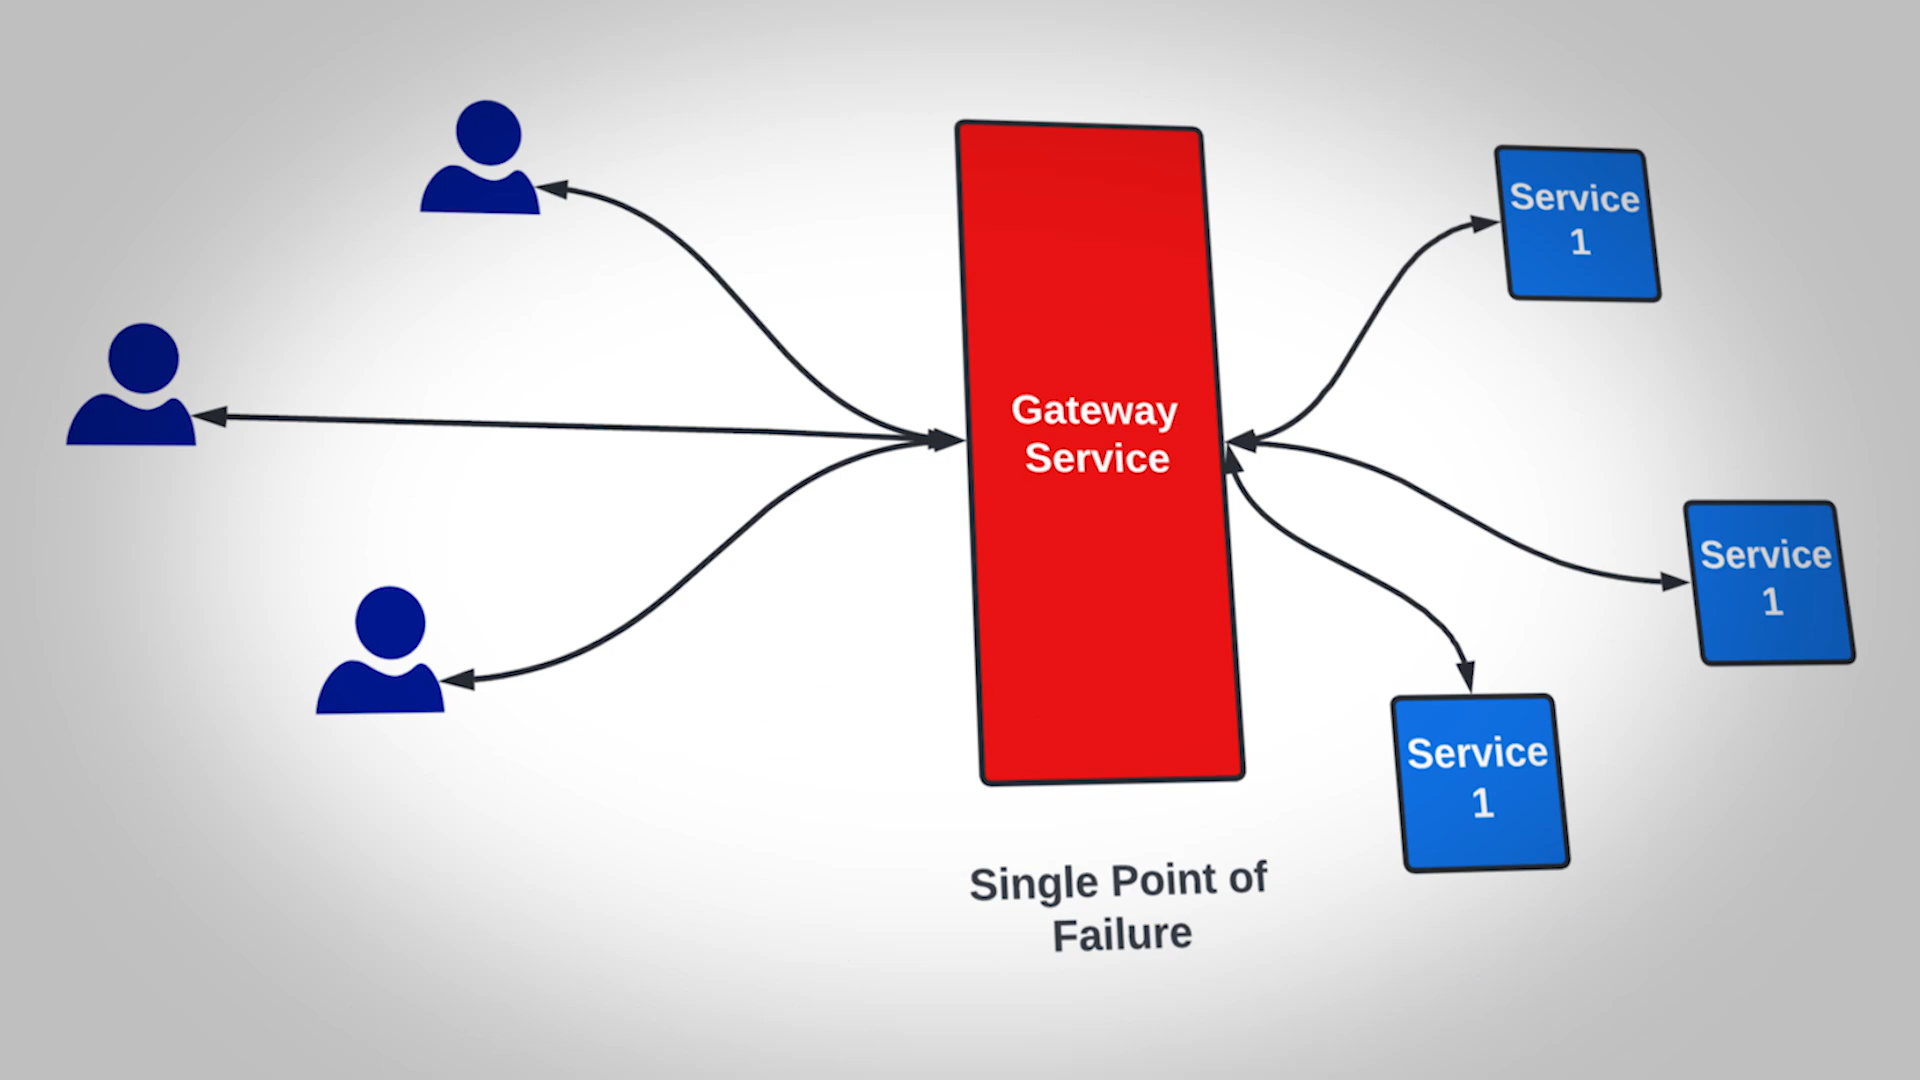 Gateway
Service
Service
1
Service
1
Service
1
Single Point of
Failure